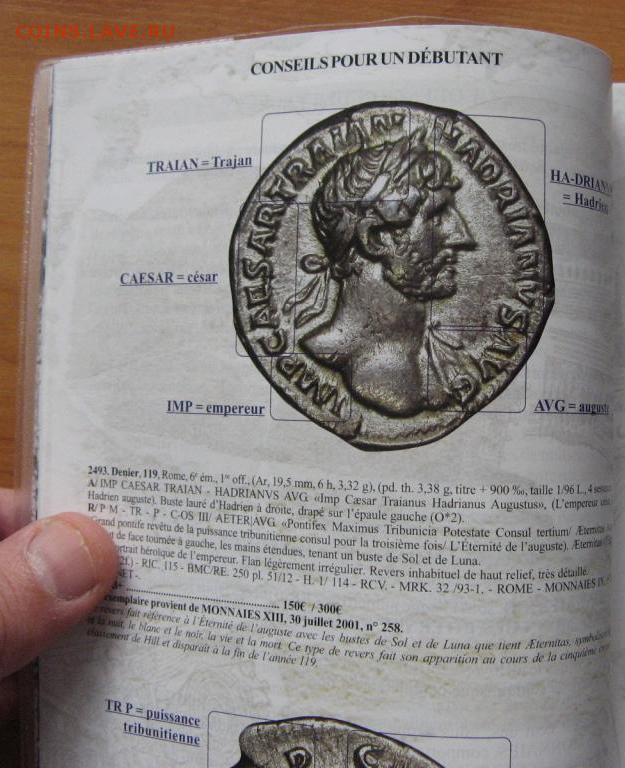 COINS.LAVE.RU
CONSEILS POUR UN DÉBUTANT
TRAIAN = Trajan
HA-DRIAN
= Hadrien
CAESAR = césar
IMP = empereur
AVG = auguste
IMP CAESAR TRAIAN HADRIANVS AVG
2493. Denier, 119, Rome, 6e ém., 1re off., (Ar, 19,5 mm, 6 h, 3,32 g), (pd. th. 3,38 g, titre + 900 ‰, taille 1/96 L., 4
A/ IMP CAESAR TRAIAN - HADRIANVS AVG. «Imp Cæsar Traianus Hadrianus Augustus», (L'empereur
Hadrien auguste). Buste lauré d'Hadrien à droite, drapé sur l'épaule gauche (O*2).
R/ P M - TR - P - C-OS III/ AETER|AVG. «Pontifex Maximus Tribunicia Potestate Consul tertium/ Æternitas
Grand pontife revêtu de la puissance tribunitienne consul pour la troisième fois/ L'Éternité de l'auguste). Æternitas
de face tournée à gauche, les mains étendues, tenant un buste de Sol et de Luna.
portrait héroïque de l'empereur. Flan légèrement irrégulier. Revers inhabituel de haut relief, très détaillé.
- RIC. 115 - BMC/RE. 250 pl. 51/12 - H. 1/ 114 - RCV. - MRK. 32 /93-1. - ROME - MONNAIES
150€ / 300€
exemplaire provient de MONNAIES XIII, 30 juillet 2001, n° 258.
revers fait référence à l'Éternité de l'auguste avec les bustes de Sol et de Luna que tient Æternitas,
et la nuit, le blanc et le noir, la vie et la mort. Ce type de revers fait son apparition au cours de la cinquième
classement de Hill et disparaît à la fin de l'année 119.
TR P = puissance
tribunitienne